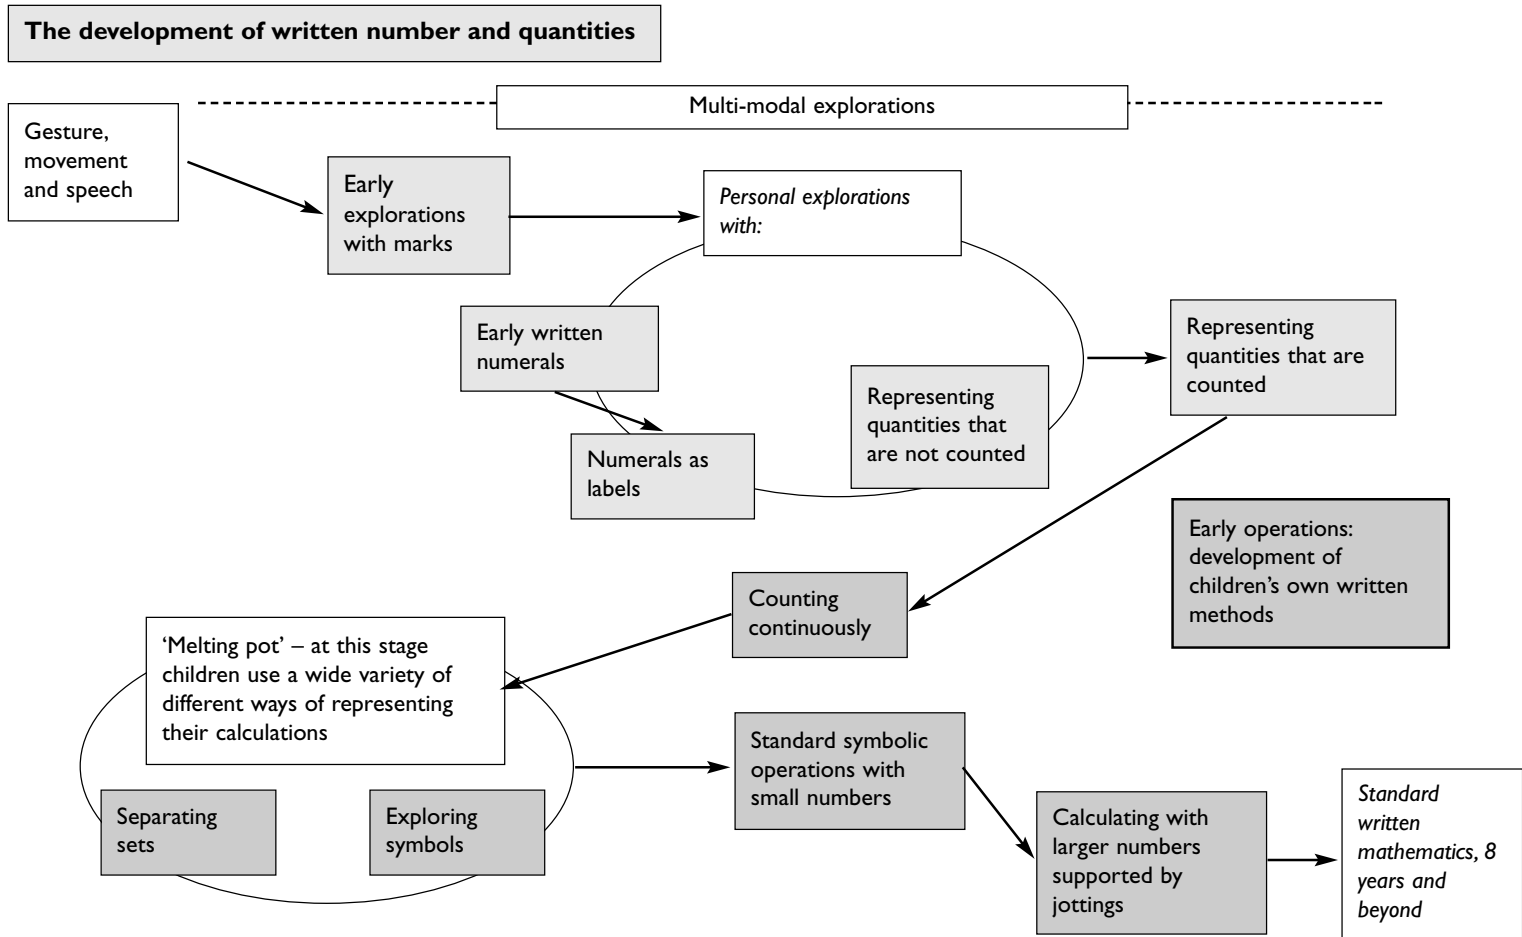 The development of written number and quantities
Multi-modal explorations
Gesture,
movement
and speech
Early
explorations
with marks
Personal explorations
with:
Early written
numerals
Numerals as
labels
Representing
quantities that
are not counted
Representing
quantities that are
counted
Early operations:
development of
children’s own written
methods
Counting
continuously
‘Melting pot’ – at this stage
children use a wide variety of
different ways of representing
their calculations
Separating
sets
Exploring
symbols
Standard symbolic
operations with
small numbers
Calculating with
larger numbers
supported by
jottings
Standard
written
mathematics, 8
years and
beyond